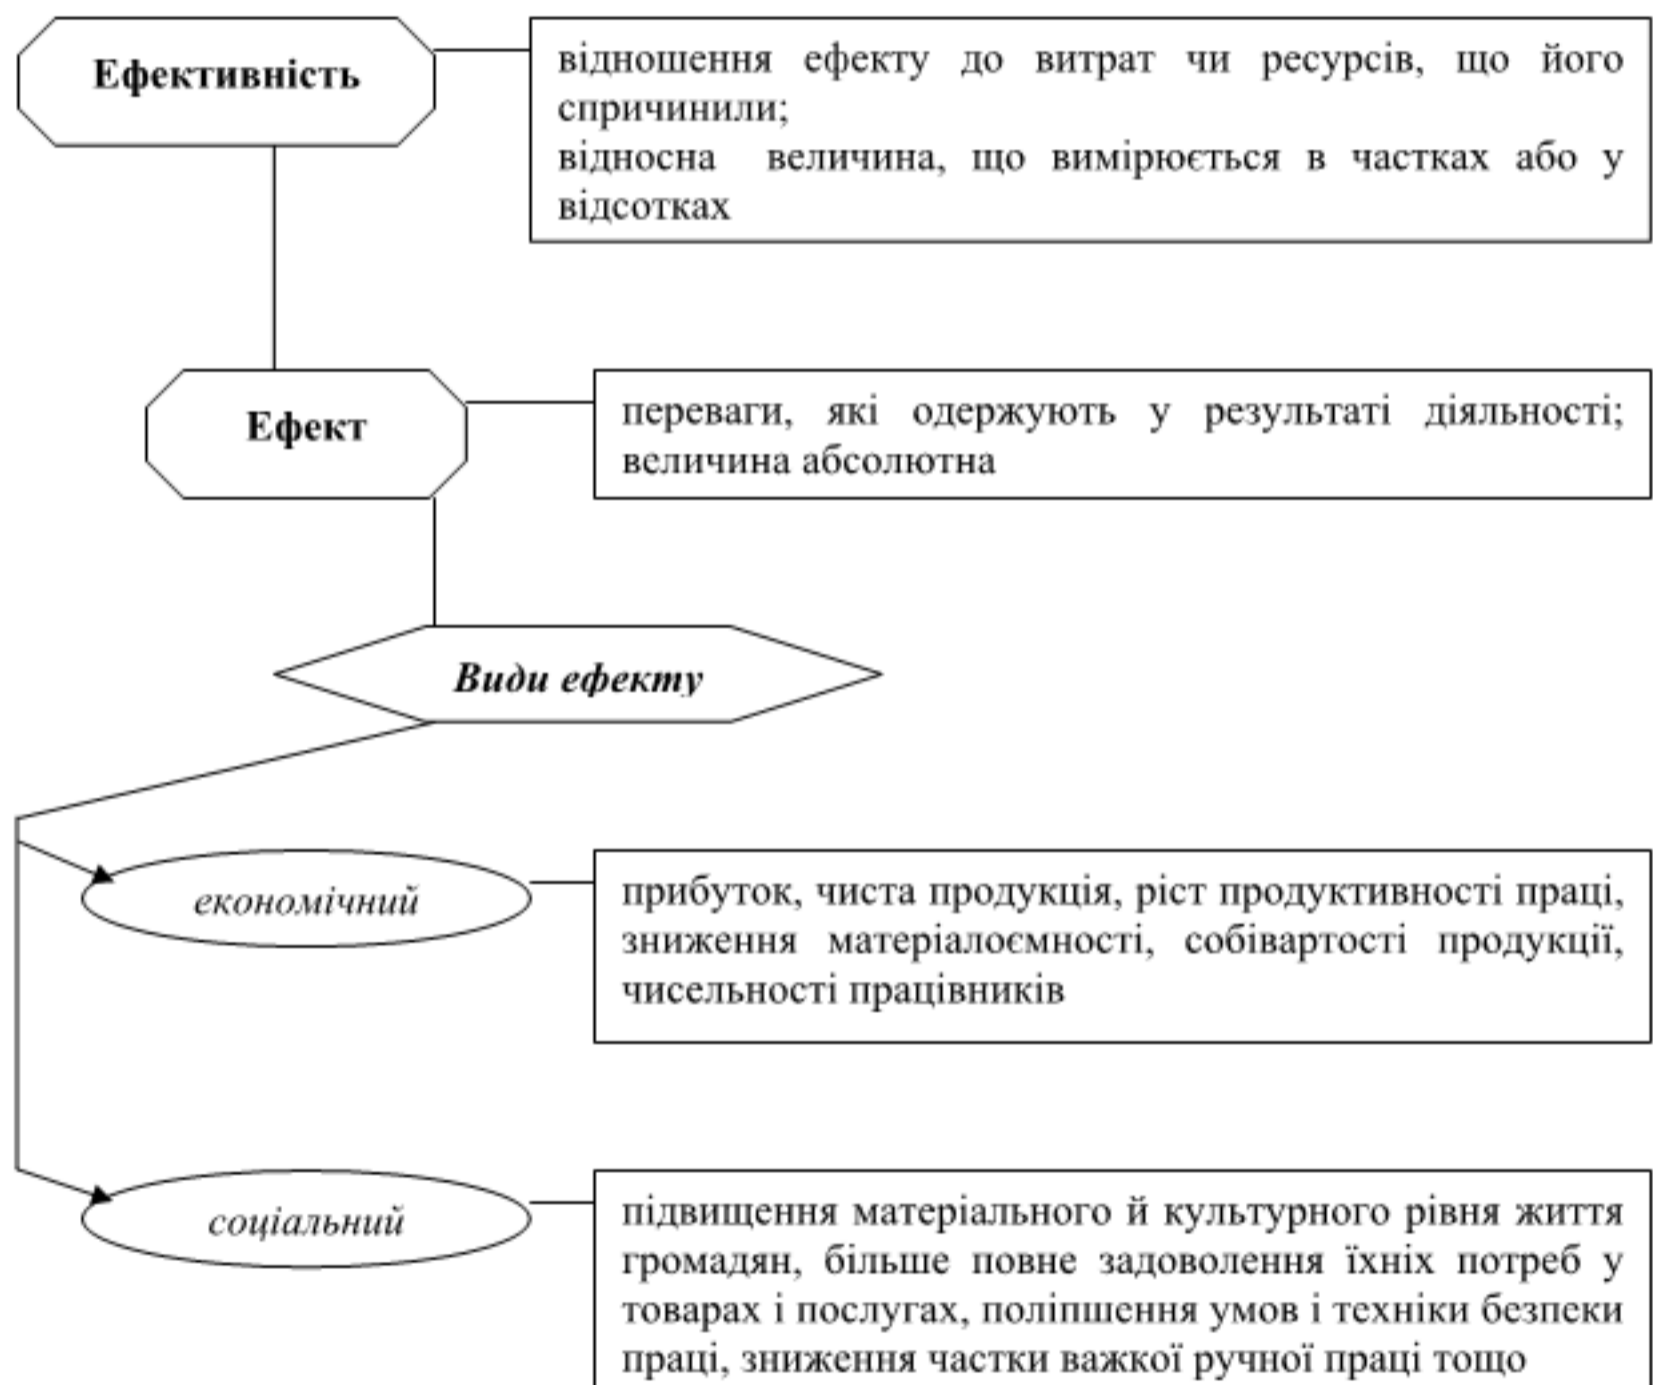 Ефективність
відношення ефекту до витрат чи ресурсів, що його
спричинили;
відносна величина, що вимірюється в частках або у
відсотках
Ефект
переваги, які одержують у результаті діяльності;
величина абсолютна
Види ефекту
економічний
прибуток, чиста продукція, ріст продуктивності праці,
зниження матеріалоємності, собівартості продукції,
чисельності працівників
соціальний
підвищення матеріального й культурного рівня життя
громадян, більше повне задоволення їхніх потреб у
товарах і послугах, поліпшення умов і техніки безпеки
праці, зниження частки важкої ручної праці тощо